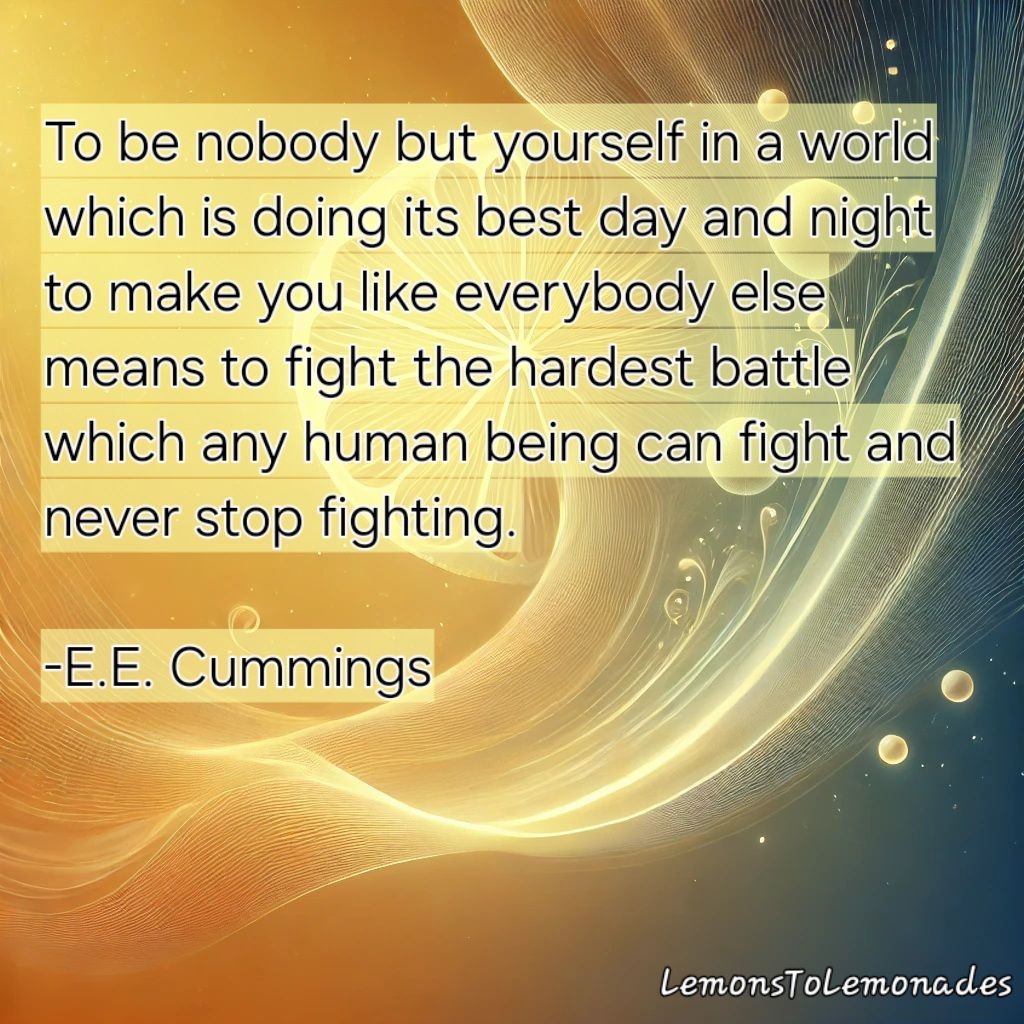 To be nobody but yourself in a world
which is doing its best day and night
to make you like everybody else
means to fight the hardest battle
which any human being can fight and
never stop fighting.
-E.E. Cummings
LemonsToLemonades